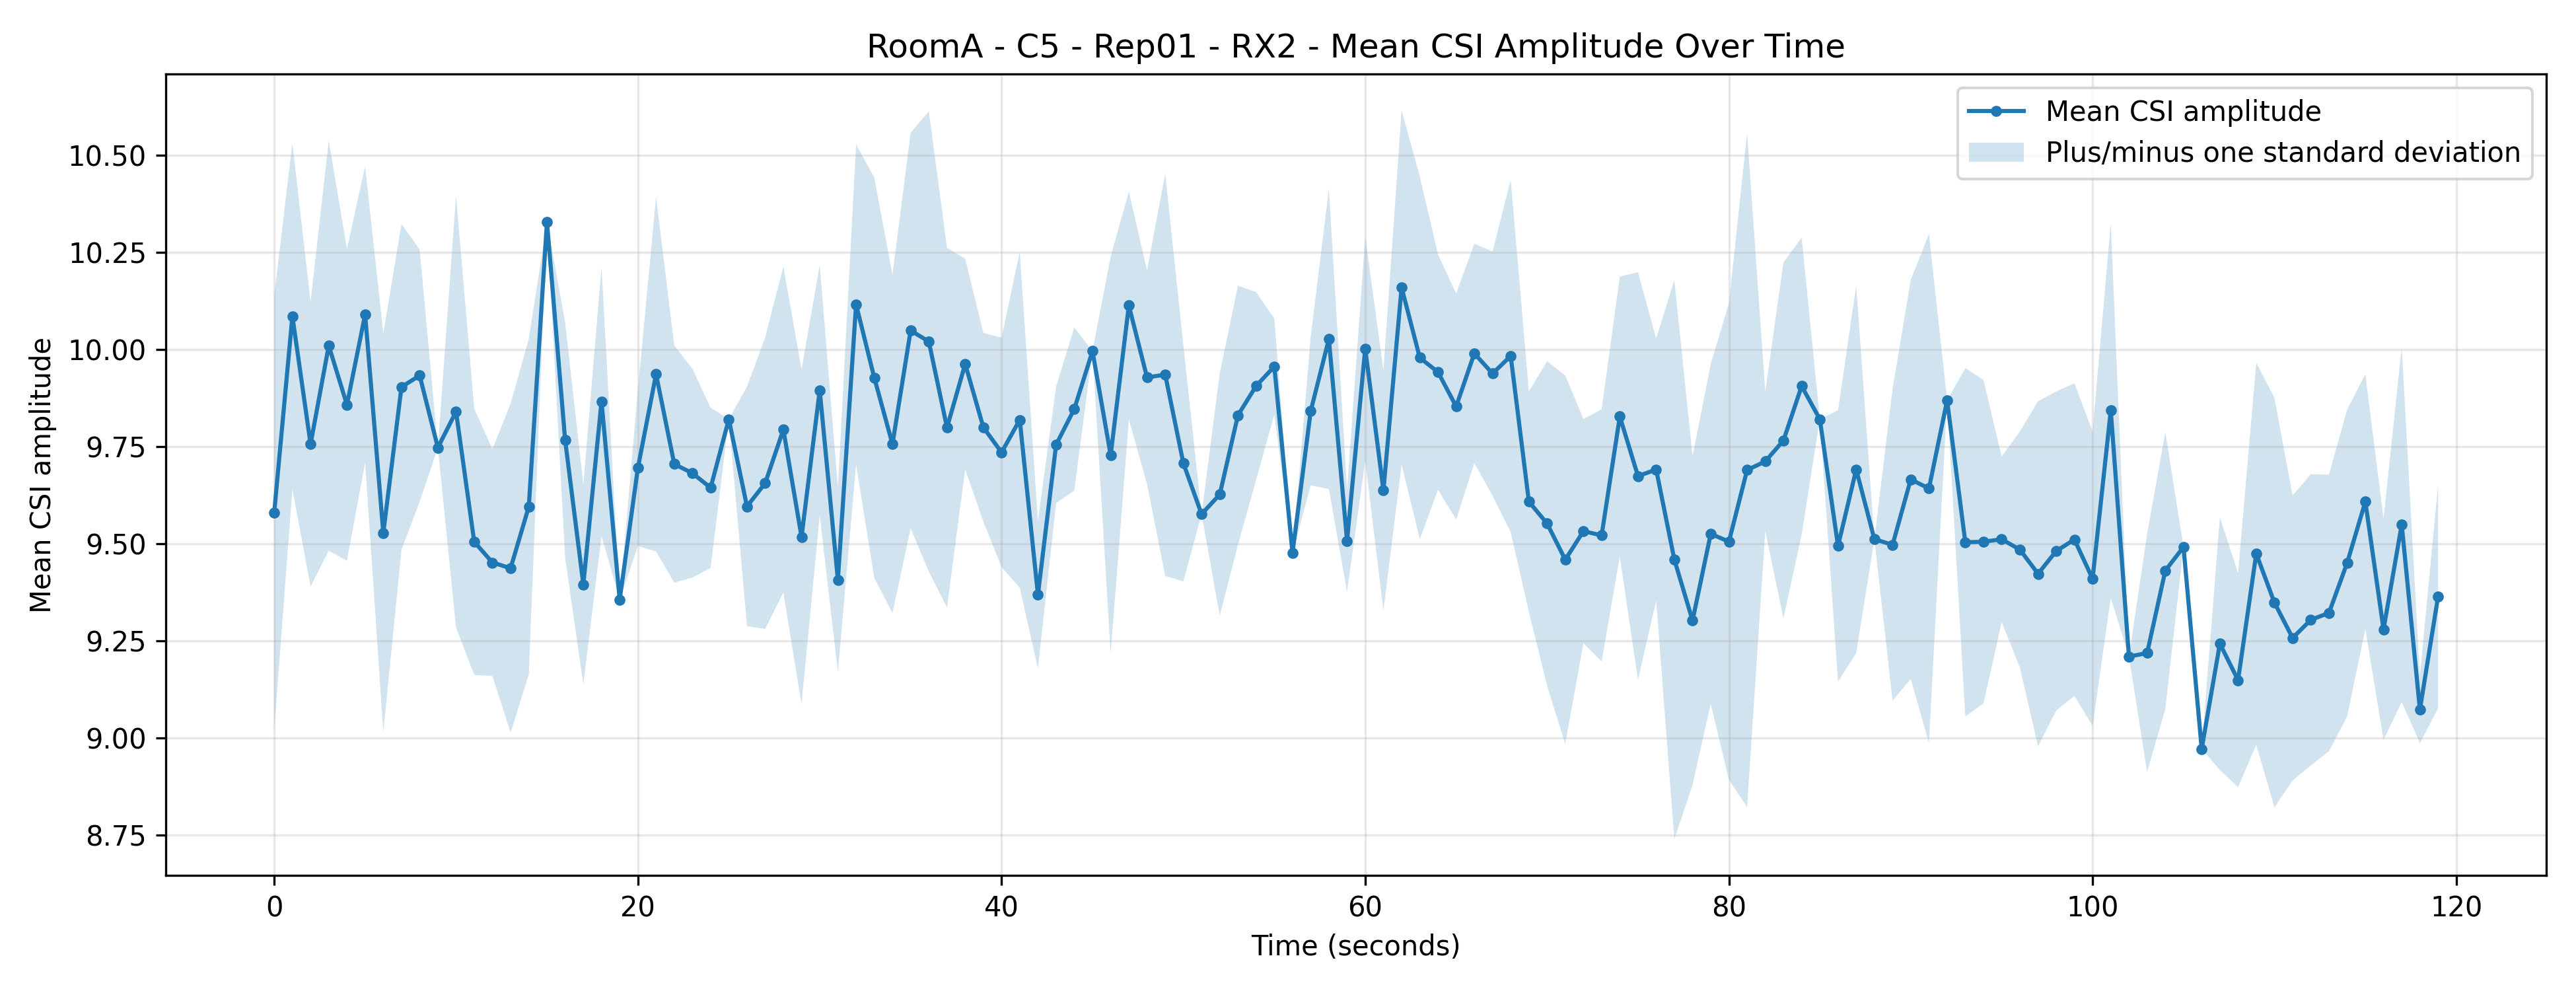 RoomA - C5 - Rep01 - RX2 - Mean CSI Amplitude Over Time
Mean CSI amplitude
Plus/minus one standard deviation
10.50
10.25
10.00
9.75
9.50
9.25
9.00
8.75
Mean CSI amplitude
0 20 40 60 80 100 120
Time (seconds)